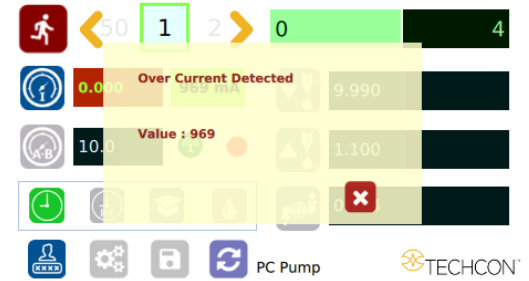 50 1 2 0 4
Over Current Detected
0.000 969 mA 9.990
Value : 969
A-B 10.0 1.100
xxxx PC Pump TECHCON